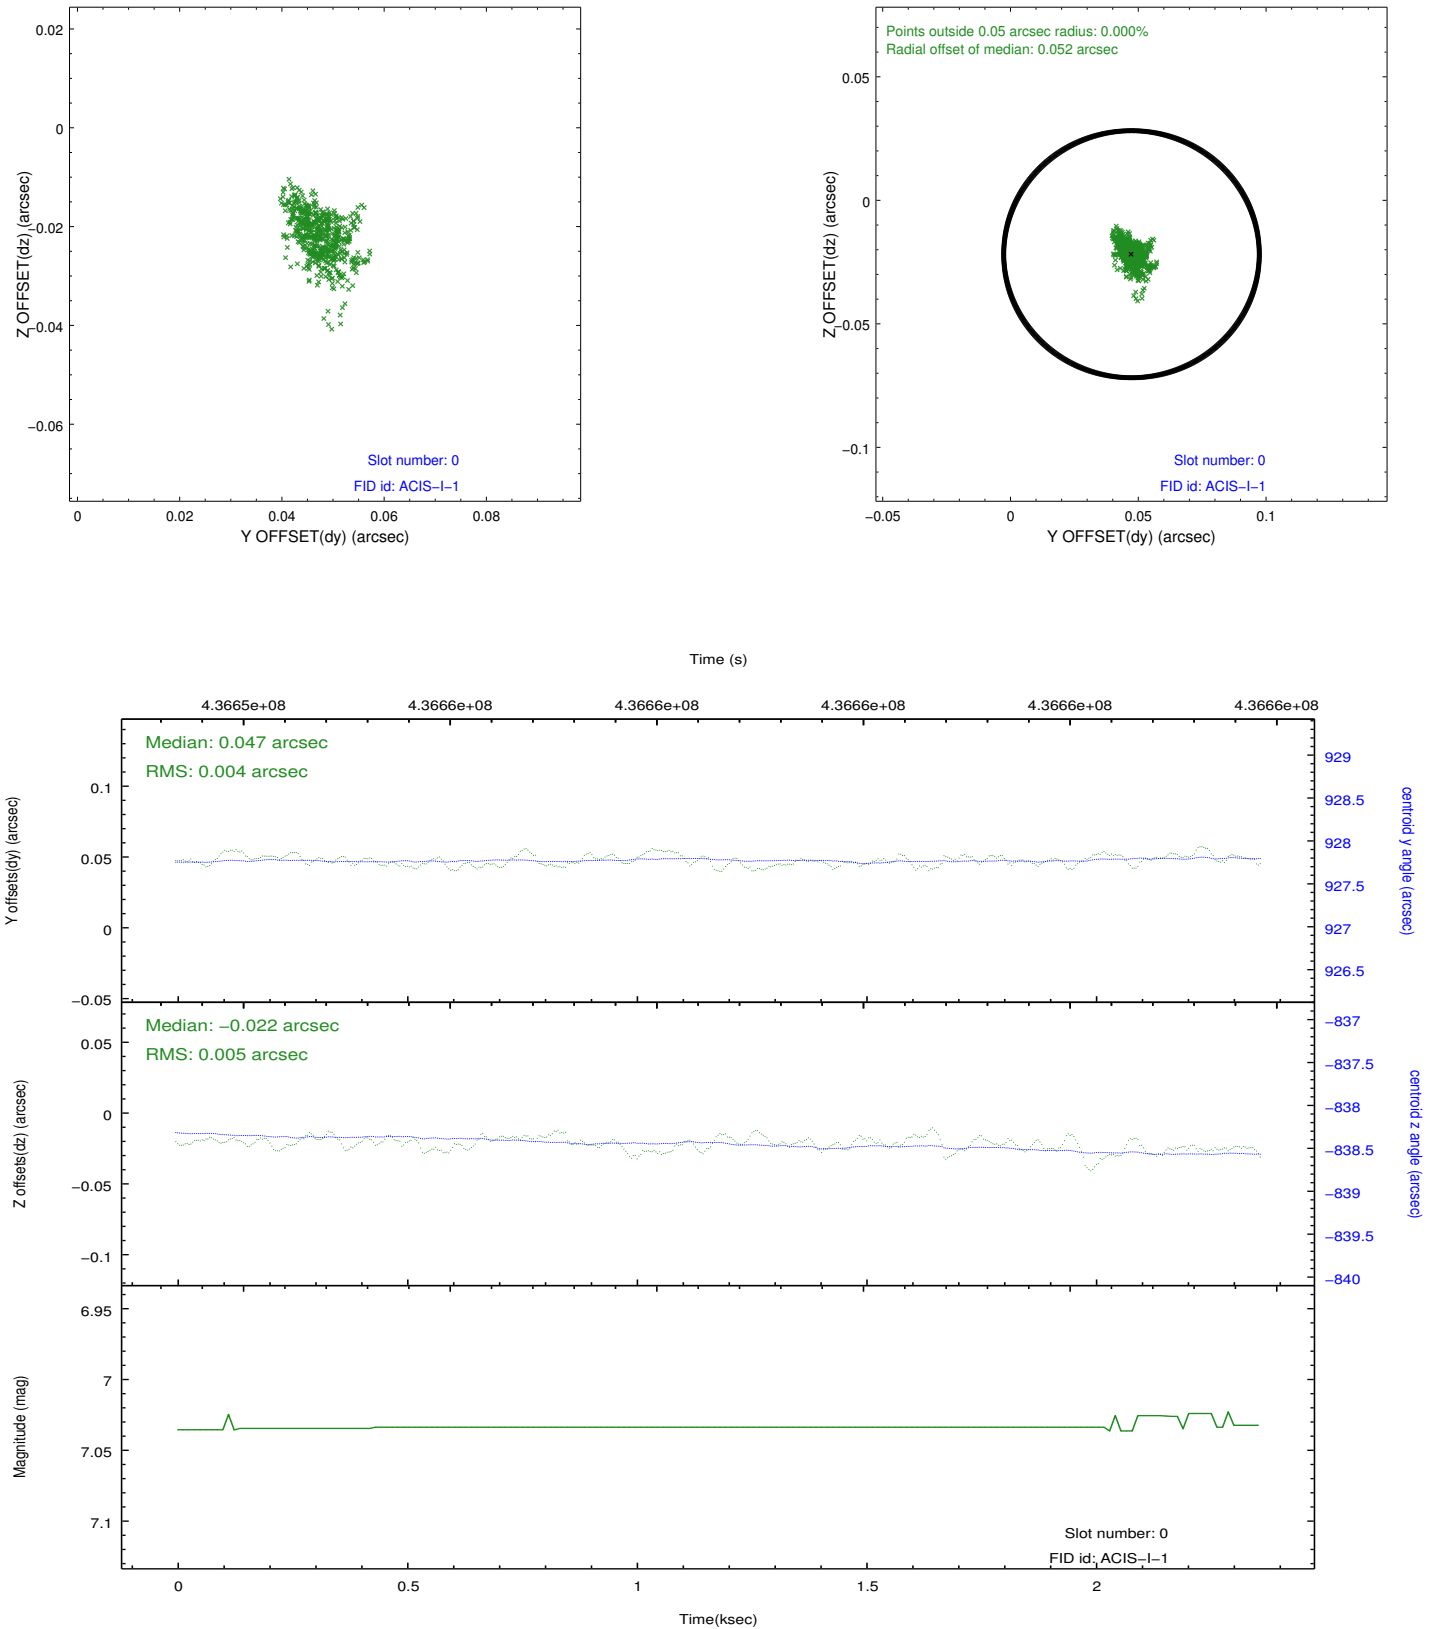 0.02
0
−0.02
−0.04
−0.06
Z OFFSET(dz) (arcsec)
Slot number: 0
FID id: ACIS−I−1
0
0.02
0.04
0.06
0.08
Y OFFSET(dy) (arcsec)
Points outside 0.05 arcsec radius: 0.000%
Radial offset of median: 0.052 arcsec
0.05
0
−0.05
−0.1
Z OFFSET(dz) (arcsec)
Slot number: 0
FID id: ACIS−I−1
−0.05
0
0.05
0.1
Y OFFSET(dy) (arcsec)
Time (s)
4.3665e+08
4.3666e+08
4.3666e+08
4.3666e+08
4.3666e+08
4.3666e+08
Median: 0.047 arcsec
RMS: 0.004 arcsec
0.1
0.05
0
−0.05
Y offsets(dy) (arcsec)
929
928.5
928
927.5
927
926.5
centroid y angle (arcsec)
Median: −0.022 arcsec
RMS: 0.005 arcsec
0.05
0
−0.05
−0.1
Z offsets(dz) (arcsec)
−837
−837.5
−838
−838.5
−839
−839.5
−840
centroid z angle (arcsec)
6.95
7
7.05
7.1
Magnitude (mag)
Slot number: 0
FID id: ACIS−I−1
0
0.5
1
1.5
2
Time(ksec)